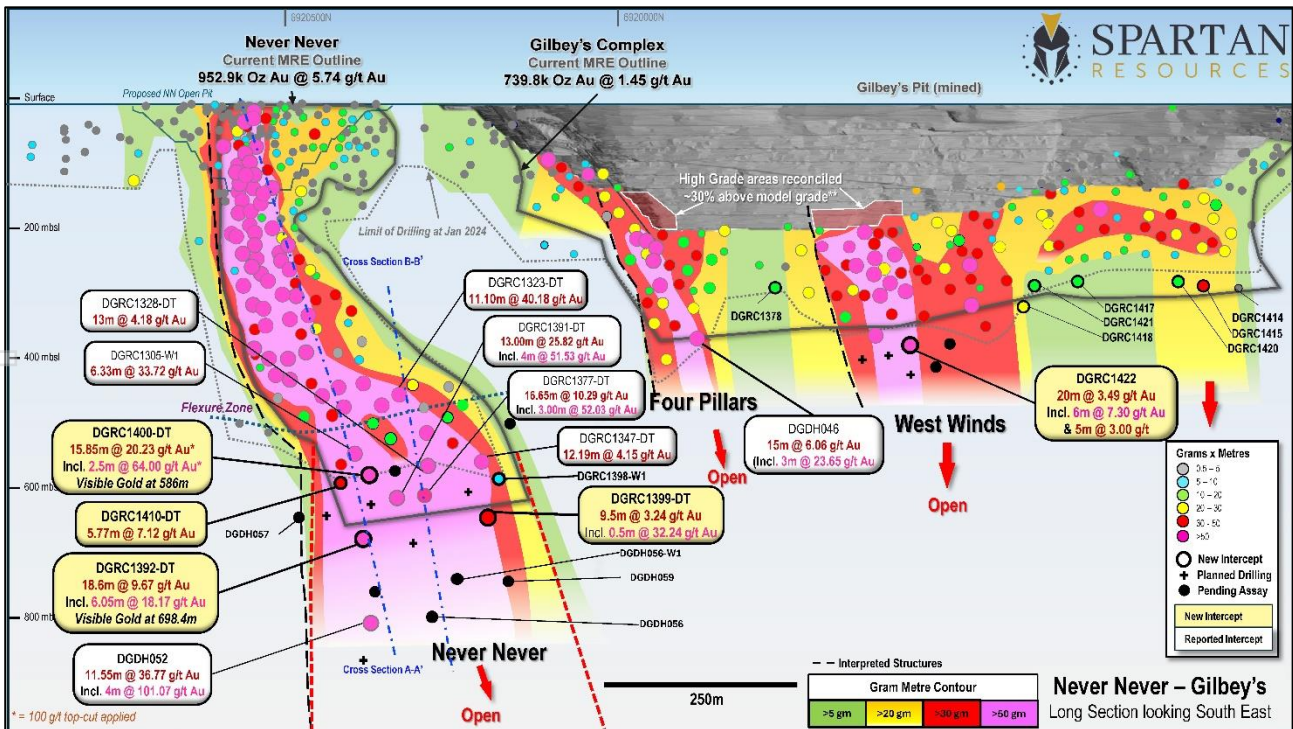 9920500N
6920000N
SPARTAN
RESOURCES
Never Never
Current MRE Outline
952.9k Oz Au @ 5.74 g/t Au
Gilbey's Complex
Current MRE Outline
739.8k Oz Au @ 1.45 g/t Au
Proposed NN Open Pit
Gilbey's Pit (mined)
Surface
High Grade areas reconciled
~30% above model grade**
200 mbsl
Limit of Drilling at Jan 2024
Cross Section B-B'
DGRC1323-DT
11.10m @ 40.18 g/t Au
DGRC1328-DT
13m @ 4.18 g/t Au
DGRC1391-DT
13.00m @ 25.82 g/t Au
Incl. 4m @ 51.53 g/t Au
DGRC1378
DGRC1417
DGRC1421
DGRC1418
DGRC1414
DGRC1415
DGRC1420
400 mbsl
DGRC1305-W1
6.33m @ 33.72 g/t Au
DGRC1377-DT
16.65m @ 10.29 g/t Au
Incl. 3.00m @ 52.03 g/t Au
Flexure Zone
Four Pillars
Open
West Winds
Open
DGRC1422
20m @ 3.49 g/t Au
Incl. 6m @ 7.30 g/t Au
& 5m @ 3.00 g/t
DGRC1400-DT
15.85m @ 20.23 g/t Au*
Incl. 2.5m @ 64.00 g/t Au*
Visible Gold at 586m
DGRC1347-DT
12.19m @ 4.15 g/t Au
DGDH046
15m @ 6.06 g/t Au
(Incl. 3m @ 23.65 g/t Au
DGRC1398-W1
Open
600 mbsl
DGRC1410-DT
5.77m @ 7.12 g/t Au
DGDH057
DGRC1399-DT
9.5m @ 3.24 g/t Au
Incl. 0.5m @ 32.24 g/t Au
DGRC1392-DT
18.6m @ 9.67 g/t Au
Incl. 6.05m @ 18.17 g/t Au
Visible Gold at 698.4m
DGDH056-W1
DGDH059
DGDH056
800 mb
DGDH052
11.55m @ 36.77 g/t Au
Incl. 4m @ 101.07 g/t Au
Cross Section A-A'
Never Never
Open
* = 100 g/t top-cut applied
Grams x Metres
0.5 – 5
5 – 10
10 – 20
20 – 30
30 - 50
>50
New Intercept
Planned Drilling
Pending Assay
New Intercept
Reported Intercept
Interpreted Structures
250m
Gram Metre Contour
>5 gm
>20 gm
>30 gm
>50 gm
Never Never – Gilbey's
Long Section looking South East